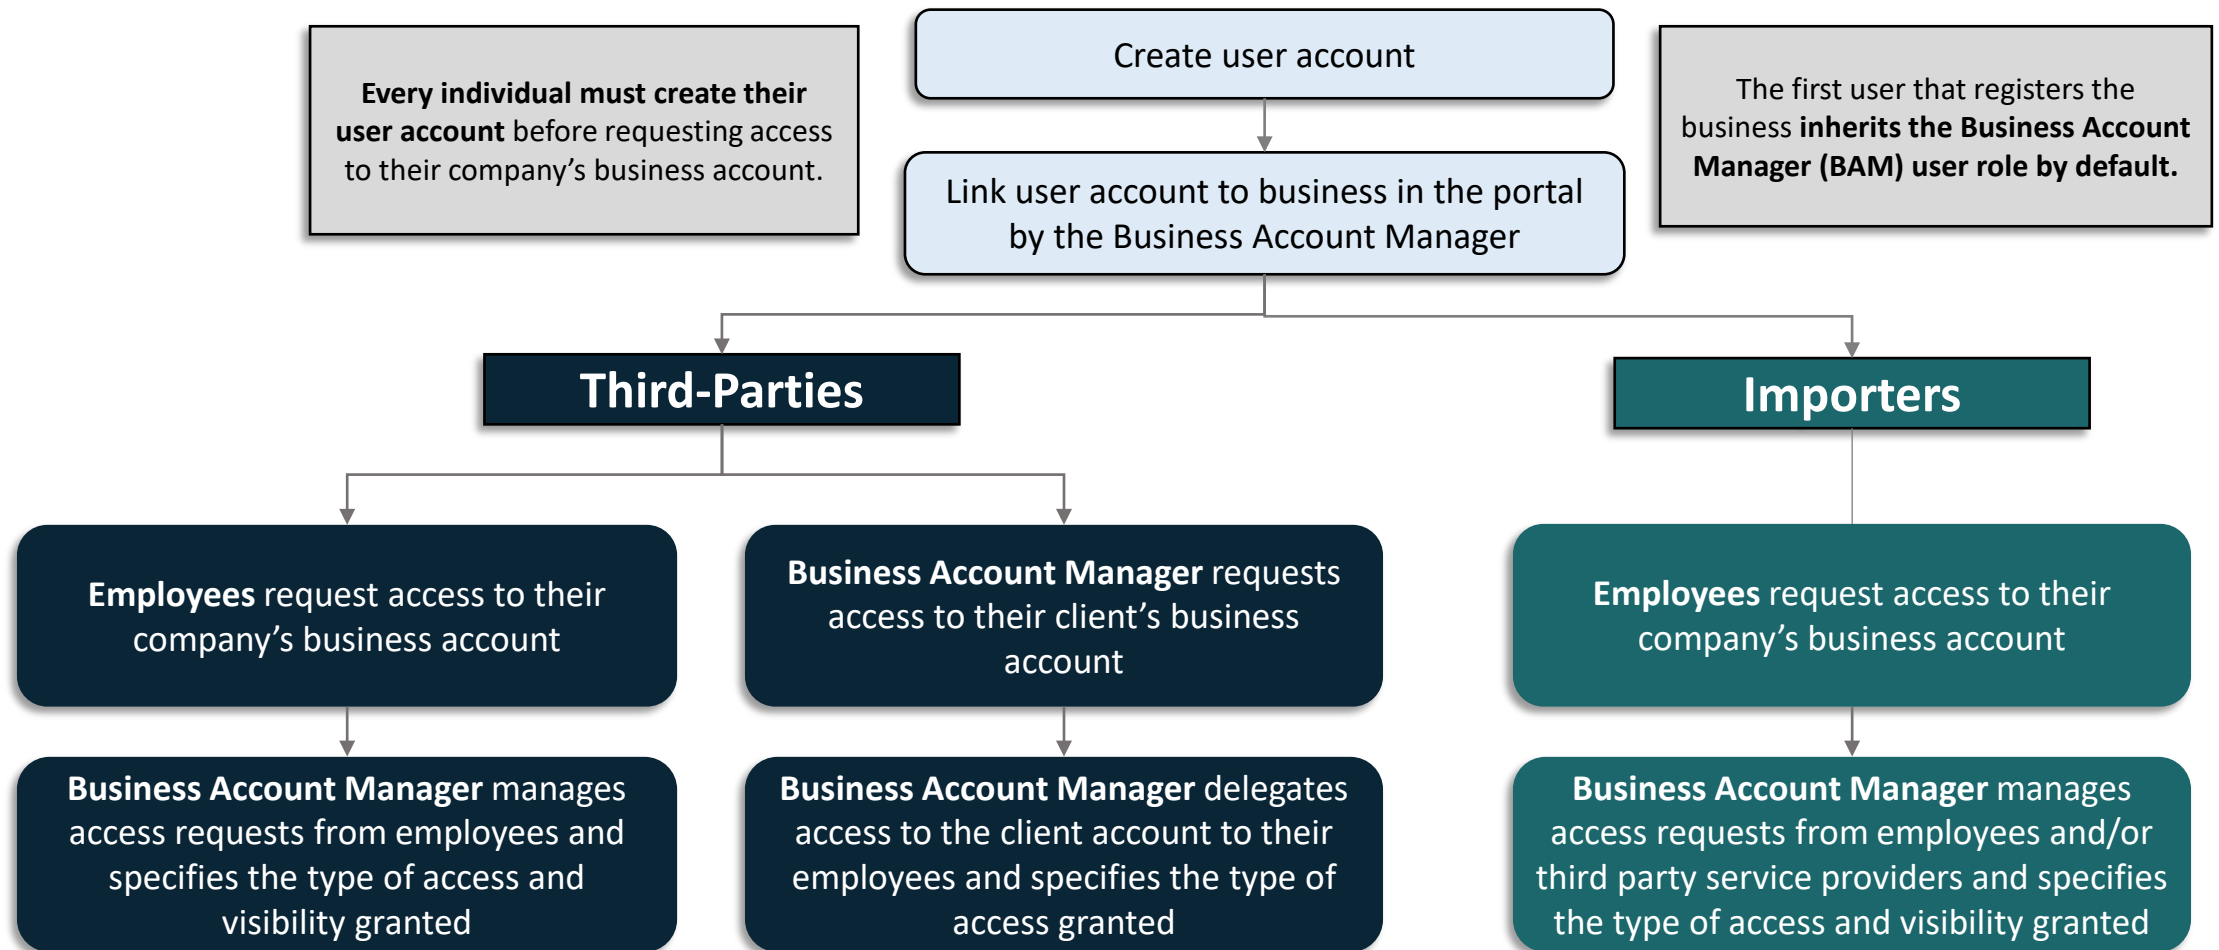 Every individual must create their
user account before requesting access
to their company’s business account.
Create user account
The first user that registers the
business inherits the Business Account
Manager (BAM) user role by default.
Link user account to business in the portal
by the Business Account Manager
Third-Parties
Importers
Employees request access to their
company’s business account
Business Account Manager requests
access to their client’s business
account
Employees request access to their
company’s business account
Business Account Manager manages
access requests from employees and
specifies the type of access and
visibility granted
Business Account Manager delegates
access to the client account to their
employees and specifies the type of
access granted
Business Account Manager manages
access requests from employees and/or
third party service providers and specifies
the type of access and visibility granted